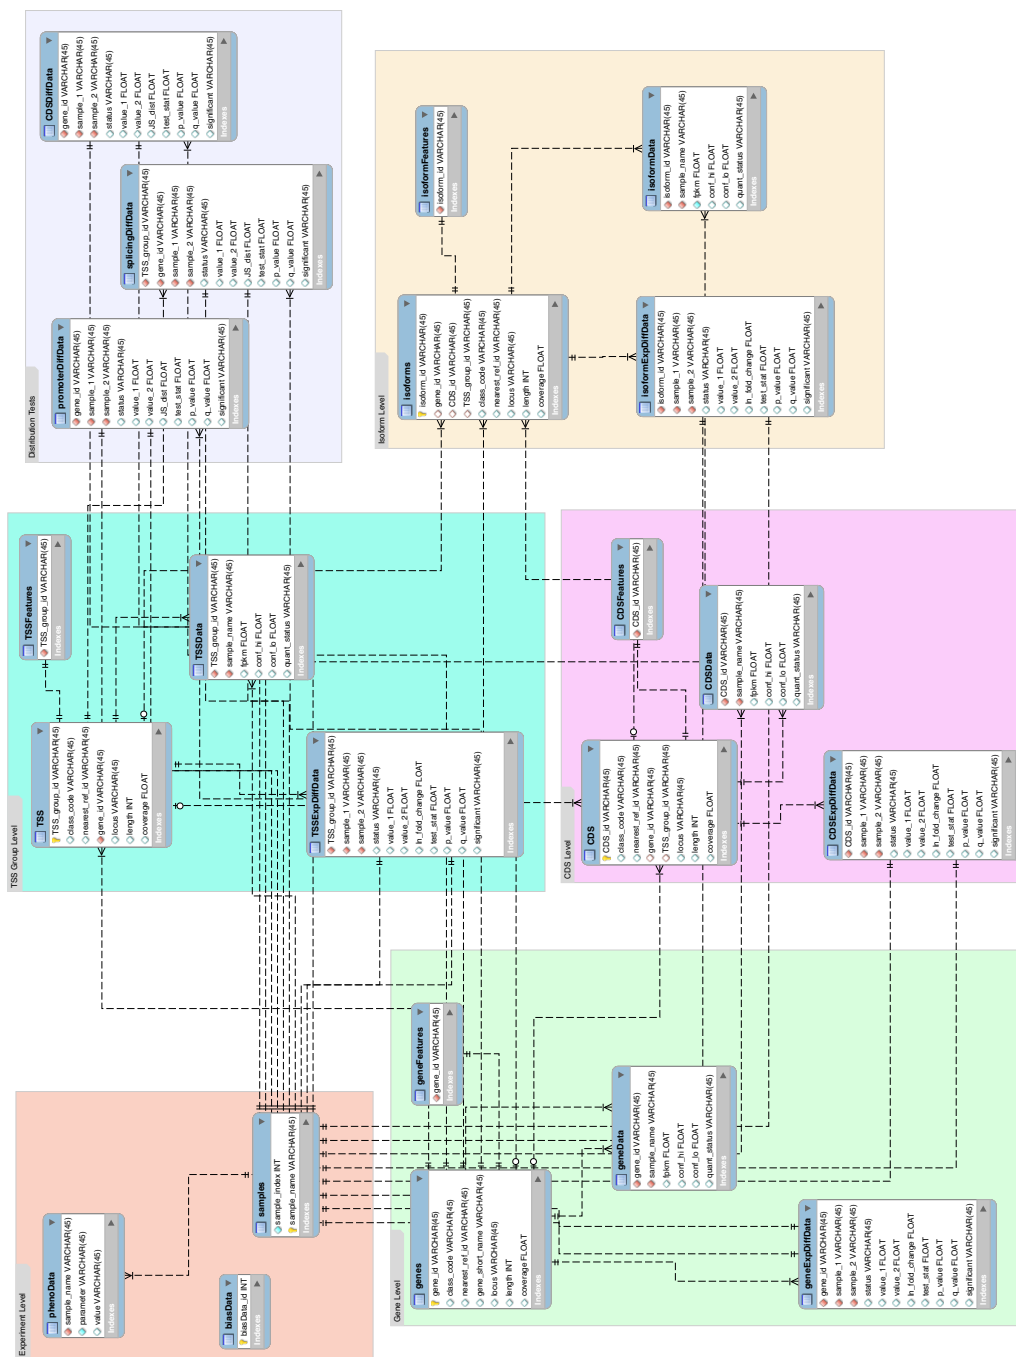 Experiment Level
phenoData
sample_name VARCHAR(45)
parameter VARCHAR(45)
value VARCHAR(45)
Indexes
biasData
biasData_id INT
Indexes
samples
sample_index INT
sample_name VARCHAR(45)
Indexes
Gene Level
genes
gene_id VARCHAR(45)
class_code VARCHAR(45)
nearest_ref_id VARCHAR(45)
gene_short_name VARCHAR(45)
locus VARCHAR(45)
length INT
coverage FLOAT
Indexes
geneFeatures
gene_id VARCHAR(45)
Indexes
geneData
gene_id VARCHAR(45)
sample_name VARCHAR(45)
fpkm FLOAT
conf_hi FLOAT
conf_lo FLOAT
quant_status VARCHAR(45)
Indexes
geneExpDiffData
gene_id VARCHAR(45)
sample_1 VARCHAR(45)
sample_2 VARCHAR(45)
status VARCHAR(45)
value_1 FLOAT
value_2 FLOAT
ln_fold_change FLOAT
test_stat FLOAT
p_value FLOAT
q_value FLOAT
significant VARCHAR(45)
Indexes
TSS Group Level
TSS
TSS_group_id VARCHAR(45)
class_code VARCHAR(45)
nearest_ref_id VARCHAR(45)
gene_id VARCHAR(45)
locus VARCHAR(45)
length INT
coverage FLOAT
Indexes
TSSFeatures
TSS_group_id VARCHAR(45)
Indexes
TSSData
TSS_group_id VARCHAR(45)
sample_name VARCHAR(45)
fpkm FLOAT
conf_hi FLOAT
conf_lo FLOAT
quant_status VARCHAR(45)
Indexes
TSSExpDiffData
TSS_group_id VARCHAR(45)
sample_1 VARCHAR(45)
sample_2 VARCHAR(45)
status VARCHAR(45)
value_1 FLOAT
value_2 FLOAT
ln_fold_change FLOAT
test_stat FLOAT
p_value FLOAT
q_value FLOAT
significant VARCHAR(45)
Indexes
CDS Level
CDS
CDS_id VARCHAR(45)
class_code VARCHAR(45)
nearest_ref_id VARCHAR(45)
gene_id VARCHAR(45)
TSS_group_id VARCHAR(45)
locus VARCHAR(45)
length INT
coverage FLOAT
Indexes
CDSFeatures
CDS_id VARCHAR(45)
Indexes
CDSData
CDS_id VARCHAR(45)
sample_name VARCHAR(45)
fpkm FLOAT
conf_hi FLOAT
conf_lo FLOAT
quant_status VARCHAR(45)
Indexes
CDSExpDiffData
CDS_id VARCHAR(45)
sample_1 VARCHAR(45)
sample_2 VARCHAR(45)
status VARCHAR(45)
value_1 FLOAT
value_2 FLOAT
ln_fold_change FLOAT
test_stat FLOAT
p_value FLOAT
q_value FLOAT
significant VARCHAR(45)
Indexes
Distribution Tests
promoterDiffData
gene_id VARCHAR(45)
sample_1 VARCHAR(45)
sample_2 VARCHAR(45)
status VARCHAR(45)
value_1 FLOAT
value_2 FLOAT
JS_dist FLOAT
test_stat FLOAT
p_value FLOAT
q_value FLOAT
significant VARCHAR(45)
Indexes
splicingDiffData
TSS_group_id VARCHAR(45)
gene_id VARCHAR(45)
sample_1 VARCHAR(45)
sample_2 VARCHAR(45)
status VARCHAR(45)
value_1 FLOAT
value_2 FLOAT
JS_dist FLOAT
test_stat FLOAT
p_value FLOAT
q_value FLOAT
significant VARCHAR(45)
Indexes
CDSDiffData
gene_id VARCHAR(45)
sample_1 VARCHAR(45)
sample_2 VARCHAR(45)
status VARCHAR(45)
value_1 FLOAT
value_2 FLOAT
JS_dist FLOAT
test_stat FLOAT
p_value FLOAT
q_value FLOAT
significant VARCHAR(45)
Indexes
Isoform Level
isoforms
isoform_id VARCHAR(45)
gene_id VARCHAR(45)
CDS_id VARCHAR(45)
TSS_group_id VARCHAR(45)
class_code VARCHAR(45)
nearest_ref_id VARCHAR(45)
locus VARCHAR(45)
length INT
coverage FLOAT
Indexes
isoformFeatures
isoform_id VARCHAR(45)
Indexes
isoformExpDiffData
isoform_id VARCHAR(45)
sample_1 VARCHAR(45)
sample_2 VARCHAR(45)
status VARCHAR(45)
value_1 FLOAT
value_2 FLOAT
ln_fold_change FLOAT
test_stat FLOAT
p_value FLOAT
q_value FLOAT
significant VARCHAR(45)
Indexes
isoformData
isoform_id VARCHAR(45)
sample_name VARCHAR(45)
fpkm FLOAT
conf_hi FLOAT
conf_lo FLOAT
quant_status VARCHAR(45)
Indexes